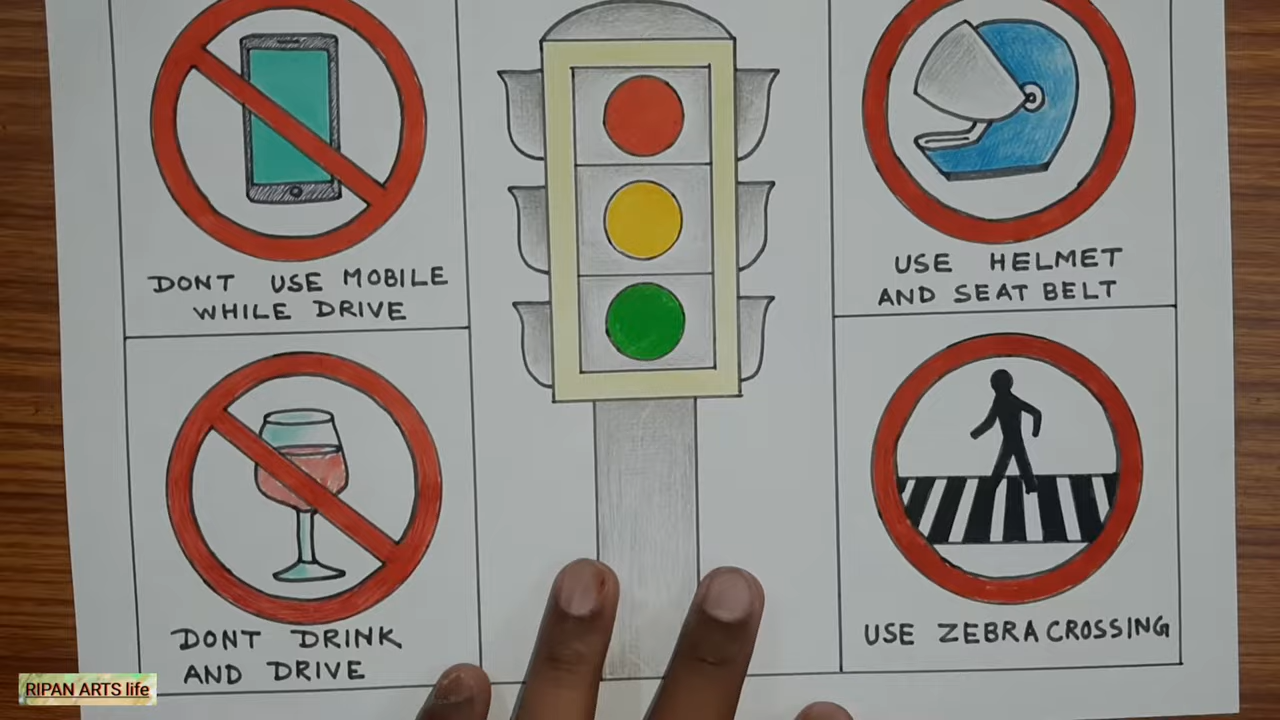 DONT USE MOBILE
WHILE DRIVE
USE HELMET
AND SEAT BELT
DONT DRINK
AND DRIVE
USE ZEBRA CROSSING
RIPAN ARTS life